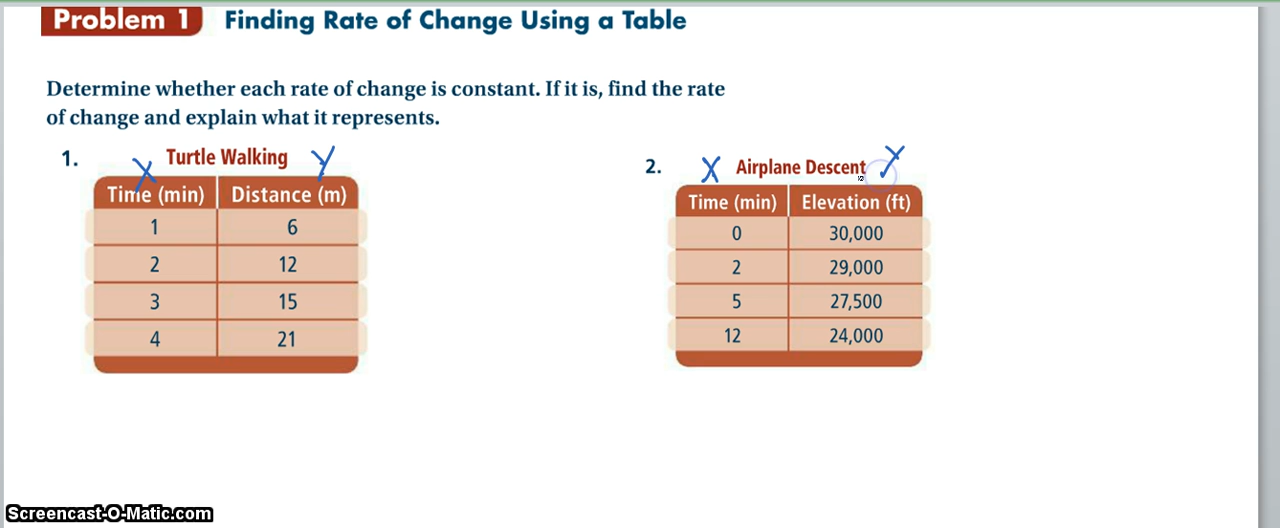 Problem 1 Finding Rate of Change Using a Table
Determine whether each rate of change is constant. If it is, find the rate
of change and explain what it represents.
1. X Turtle Walking y
Time (min) Distance (m)
1 6
2 12
3 15
4 21
2. X Airplane Descent y
Time (min) Elevation (ft)
0 30,000
2 29,000
5 27,500
12 24,000
Screencast-O-Matic.com